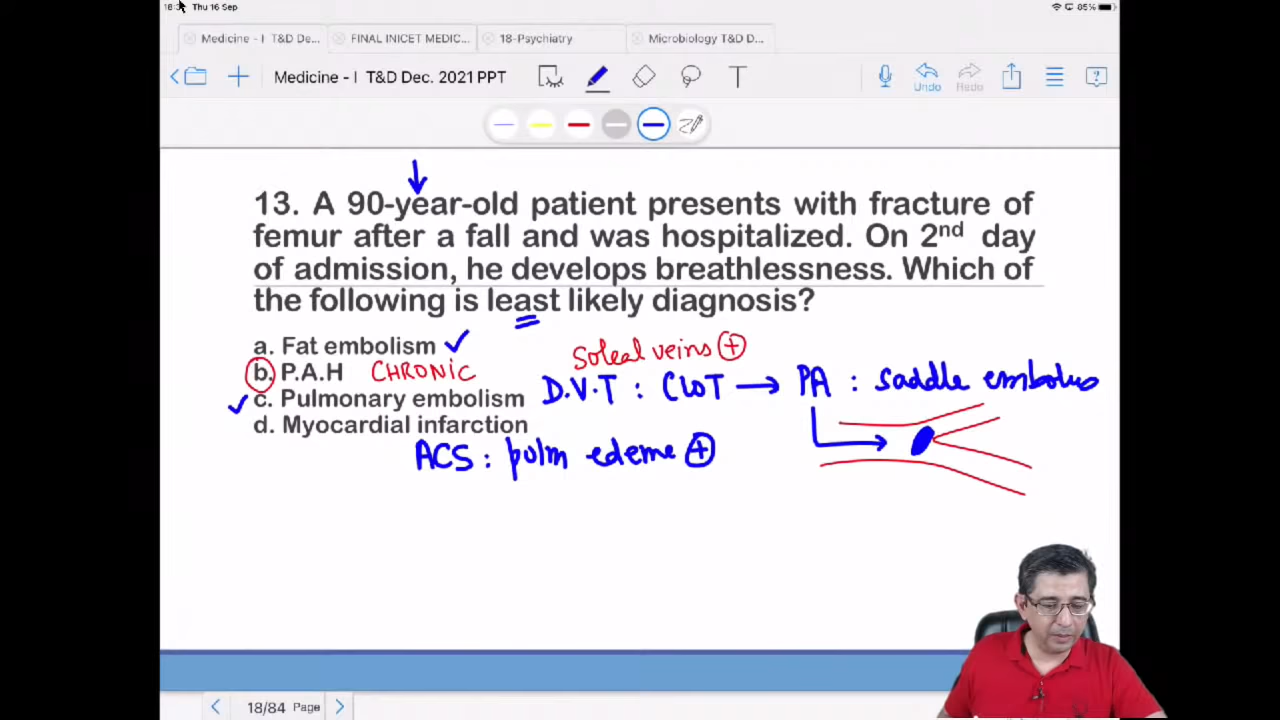 Thu 16 Sep
85%
Medicine - I T&D De...
FINAL INICET MEDIC...
18-Psychiatry
Microbiology T&D D...
Medicine - I T&D Dec. 2021 PPT
T
Undo
Redo
?
13. A 90-year-old patient presents with fracture of
femur after a fall and was hospitalized. On 2nd day
of admission, he develops breathlessness. Which of
the following is least likely diagnosis?
a. Fat embolism
Soleal veins +
b. P.A.H CHRONIC
D.V.T : CLOT → PA : saddle embolus
c. Pulmonary embolism
d. Myocardial infarction
ACS : pulm edeme +
18/84 Page